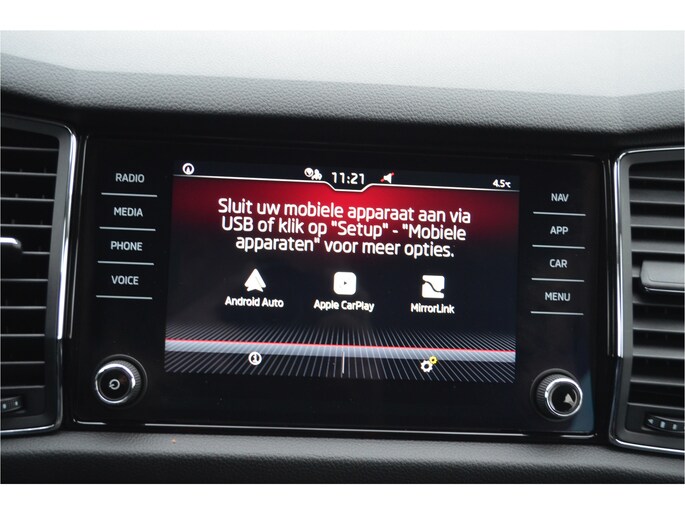 11:21
4.5°C
RADIO
MEDIA
PHONE
VOICE
Sluit uw mobiele apparaat aan via
USB of klik op "Setup" - "Mobiele
apparaten" voor meer opties.
Android Auto
Apple CarPlay
MirrorLink
NAV
APP
CAR
MENU